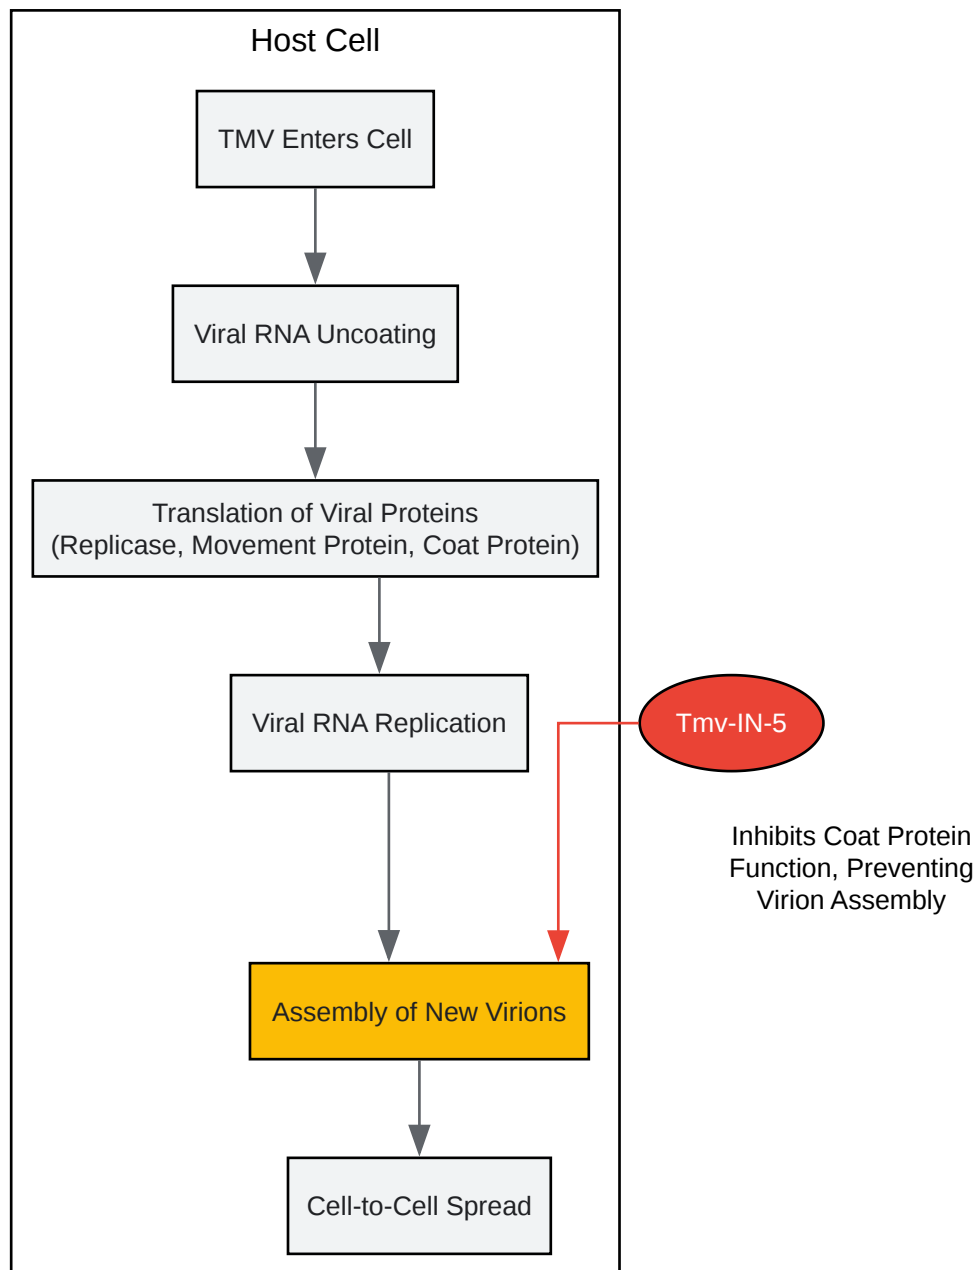 Host Cell
TMV Enters Cell
Viral RNA Uncoating
Translation of Viral Proteins
(Replicase, Movement Protein, Coat Protein)
Viral RNA Replication
Tmv-IN-5
Inhibits Coat Protein
Function, Preventing
Virion Assembly
Assembly of New Virions
Cell-to-Cell Spread